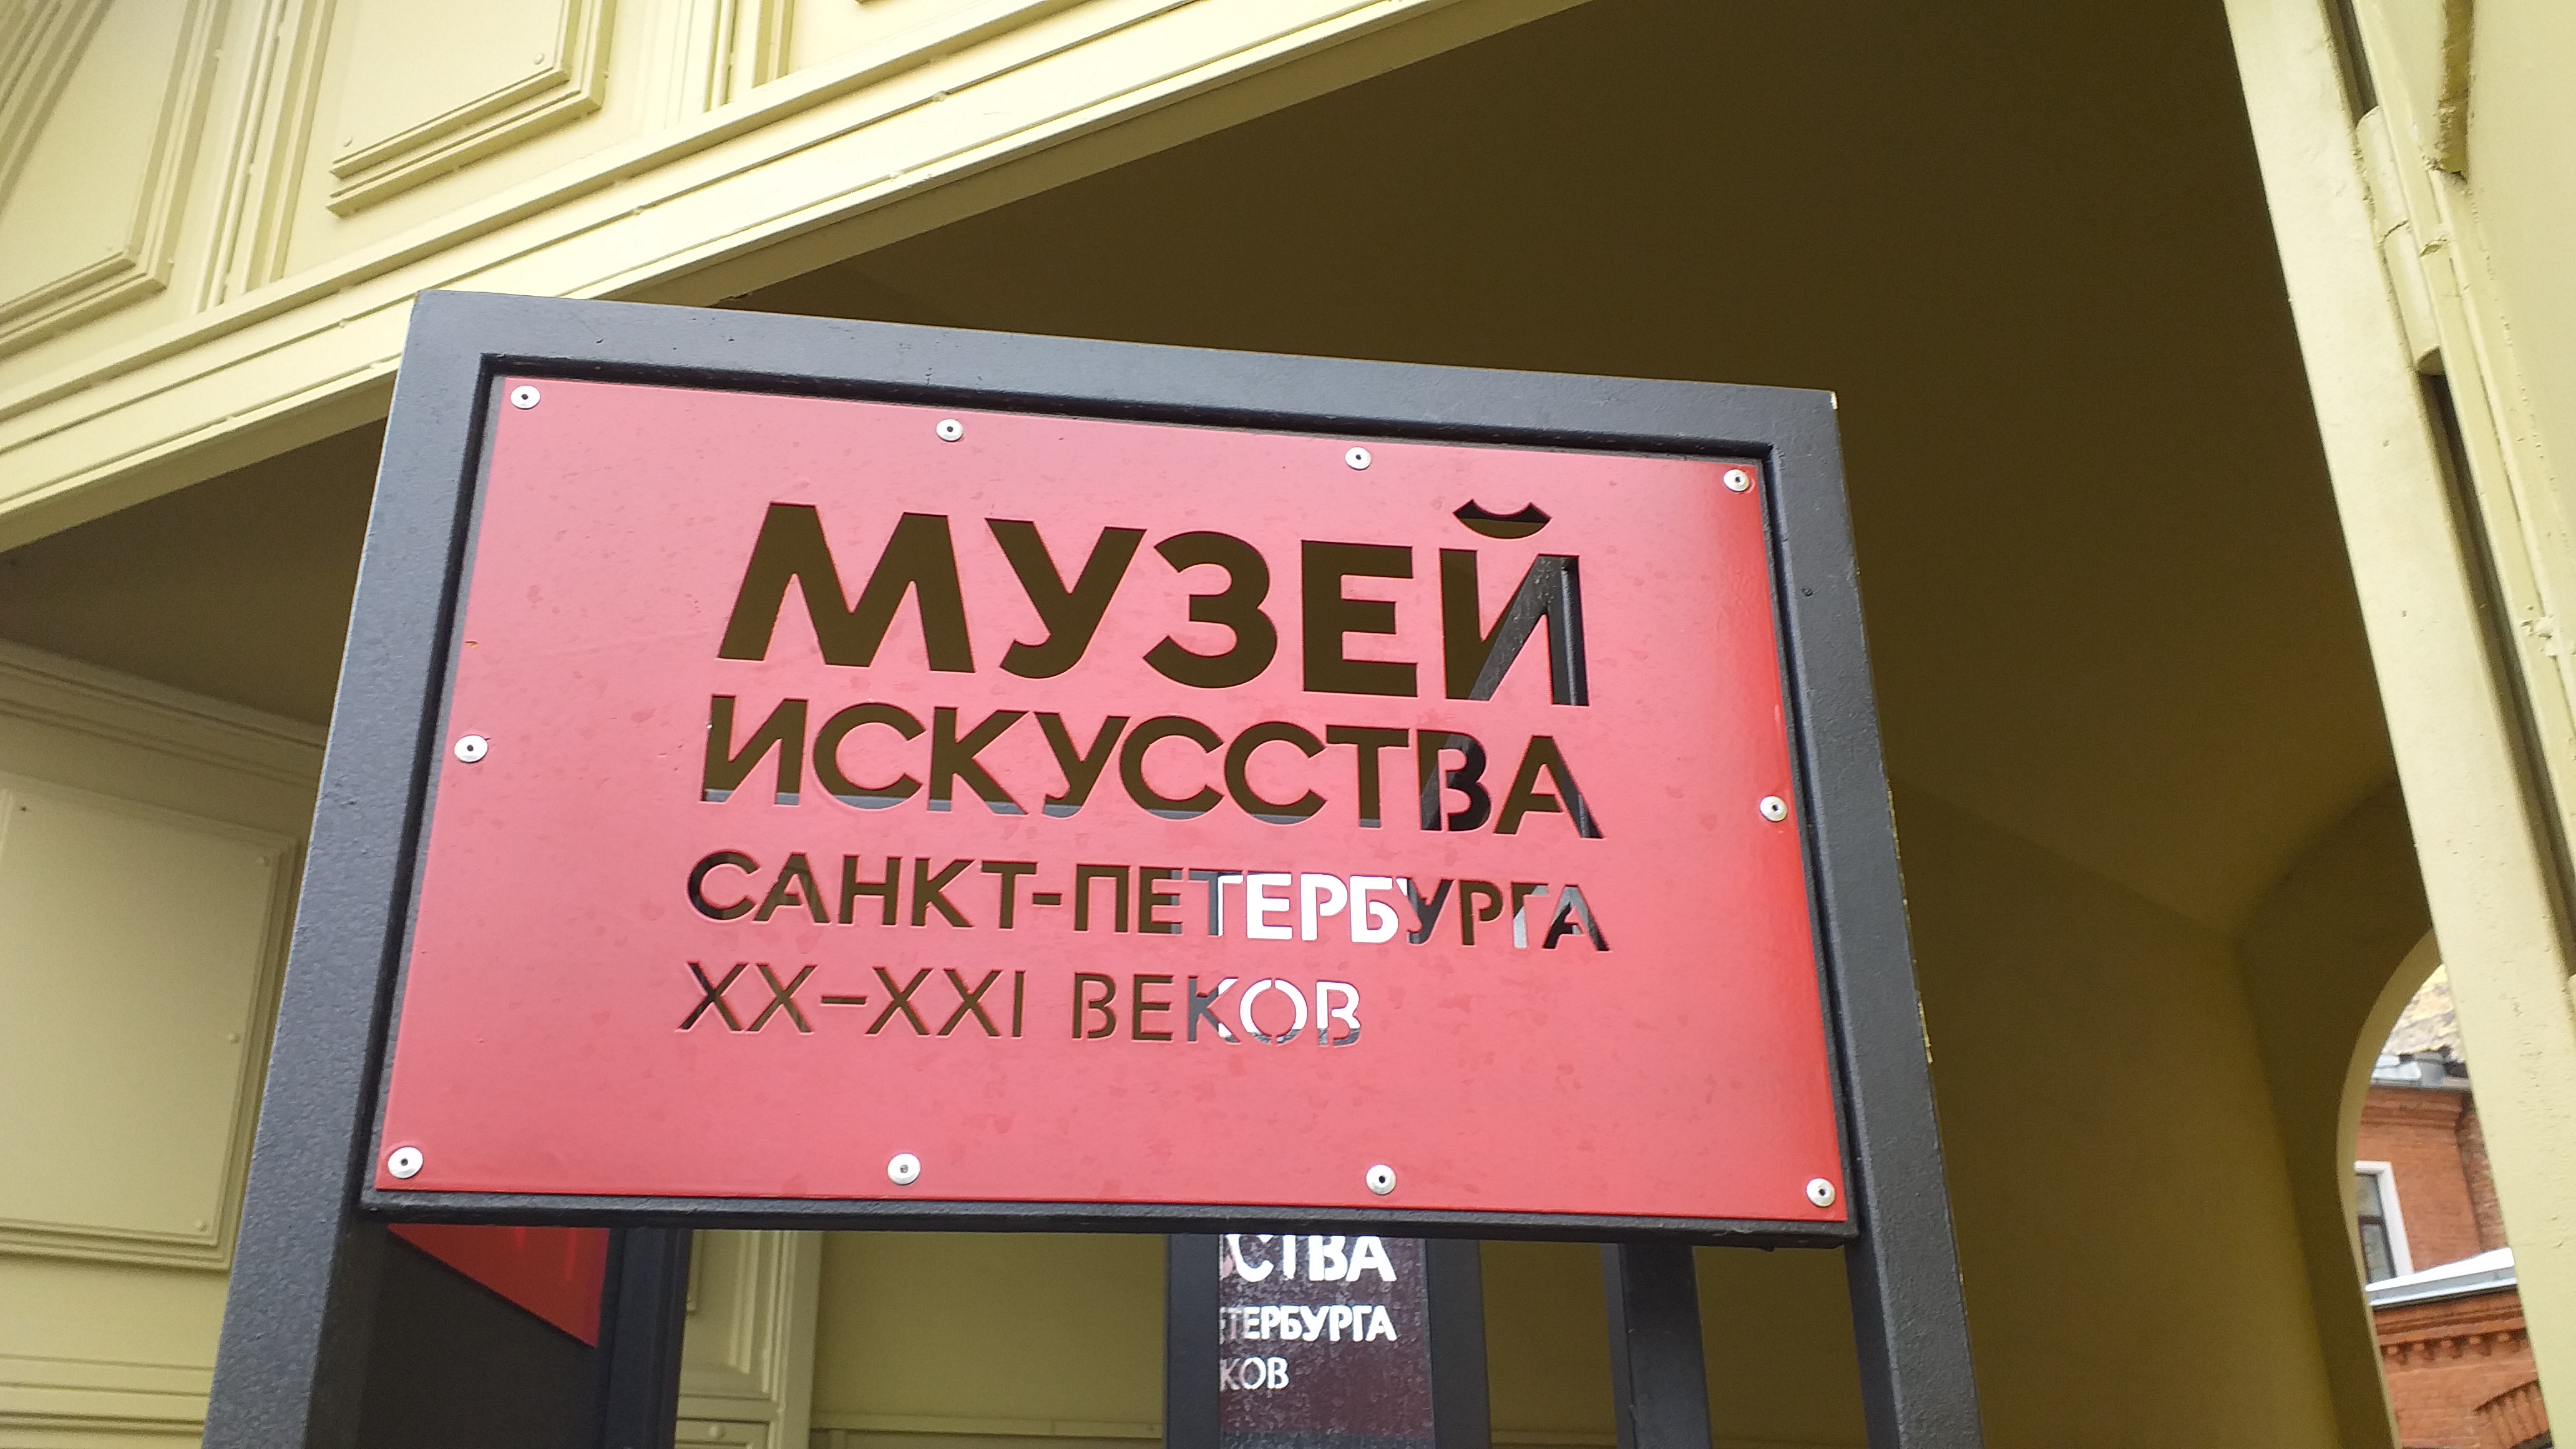 МУЗЕЙ
ИСКУССТВА
САНКТ-ПЕТЕРБУРГА
XX–XXI ВЕКОВ
СТВА
ТЕРБУРГА
КОВ